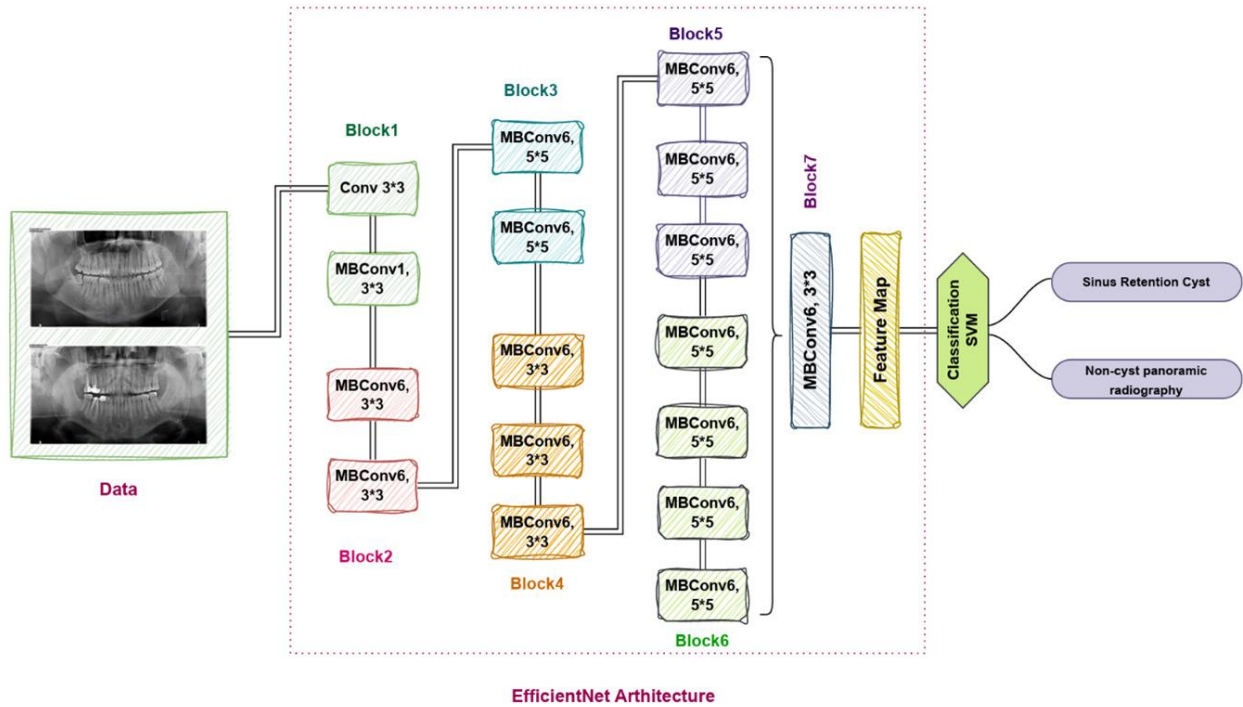 Data
Block1
Conv 3*3
MBConv1,
3*3
MBConv6,
3*3
MBConv6,
3*3
Block2
Block3
MBConv6,
5*5
MBConv6,
5*5
MBConv6,
3*3
MBConv6,
3*3
MBConv6,
3*3
Block4
Block5
MBConv6,
5*5
MBConv6,
5*5
MBConv6,
5*5
MBConv6,
5*5
MBConv6,
5*5
MBConv6,
5*5
MBConv6,
5*5
Block6
Block7
MBConv6, 3*3
Feature Map
Classification
SVM
Sinus Retention Cyst
Non-cyst panoramic
radiography
EfficientNet Arthitecture